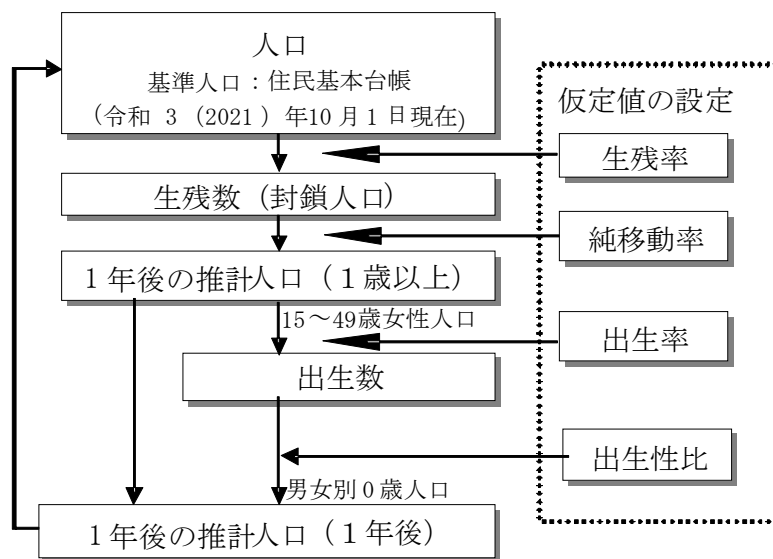 人口
基準人口：住民基本台帳
(令和 3 (2021) 年10月1日現在)
仮定値の設定
生残率
生残数(封鎖人口)
純移動率
1年後の推計人口(1歳以上)
15～49歳女性人口
出生率
出生数
出生性比
男女別0歳人口
1年後の推計人口(1年後)